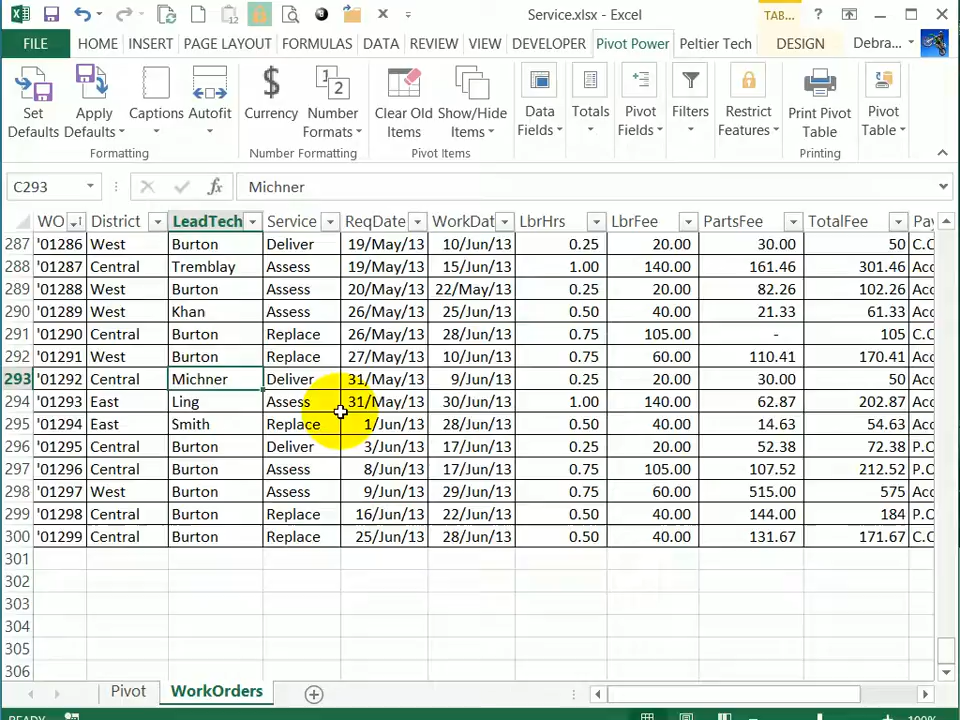 Service.xlsx - Excel
TAB...
?
FILE HOME INSERT PAGE LAYOUT FORMULAS DATA REVIEW VIEW DEVELOPER Pivot Power Peltier Tech DESIGN Debra...
Set Defaults
Apply Defaults
Captions
Autofit
Currency
Number Formats
Clear Old Items
Show/Hide Items
Data Fields
Totals
Pivot Fields
Filters
Restrict Features
Print Pivot Table
Pivot Table
Formatting Number Formatting Pivot Items Printing
C293 fx Michner
WO District LeadTech Service ReqDate WorkDat LbrHrs LbrFee PartsFee TotalFee Pay
287 '01286 West Burton Deliver 19/May/13 10/Jun/13 0.25 20.00 30.00 50 C.O
288 '01287 Central Tremblay Assess 19/May/13 15/Jun/13 1.00 140.00 161.46 301.46 Acc
289 '01288 West Burton Assess 20/May/13 22/May/13 0.25 20.00 82.26 102.26 Acc
290 '01289 West Khan Assess 26/May/13 25/Jun/13 0.50 40.00 21.33 61.33 Acc
291 '01290 Central Burton Replace 26/May/13 28/Jun/13 0.75 105.00 - 105 C.O
292 '01291 West Burton Replace 27/May/13 10/Jun/13 0.75 60.00 110.41 170.41 Acc
293 '01292 Central Michner Deliver 31/May/13 9/Jun/13 0.25 20.00 30.00 50 Acc
294 '01293 East Ling Assess 31/May/13 30/Jun/13 1.00 140.00 62.87 202.87 Acc
295 '01294 East Smith Replace 1/Jun/13 28/Jun/13 0.50 40.00 14.63 54.63 Acc
296 '01295 Central Burton Deliver 3/Jun/13 17/Jun/13 0.25 20.00 52.38 72.38 P.O
297 '01296 Central Burton Assess 8/Jun/13 17/Jun/13 0.75 105.00 107.52 212.52 P.O
298 '01297 West Burton Assess 9/Jun/13 29/Jun/13 0.75 60.00 515.00 575 Acc
299 '01298 Central Burton Replace 16/Jun/13 22/Jun/13 0.50 40.00 144.00 184 P.O
300 '01299 Central Burton Replace 25/Jun/13 28/Jun/13 0.50 40.00 131.67 171.67 C.O
301
302
303
304
305
306
Pivot WorkOrders
READY 100%